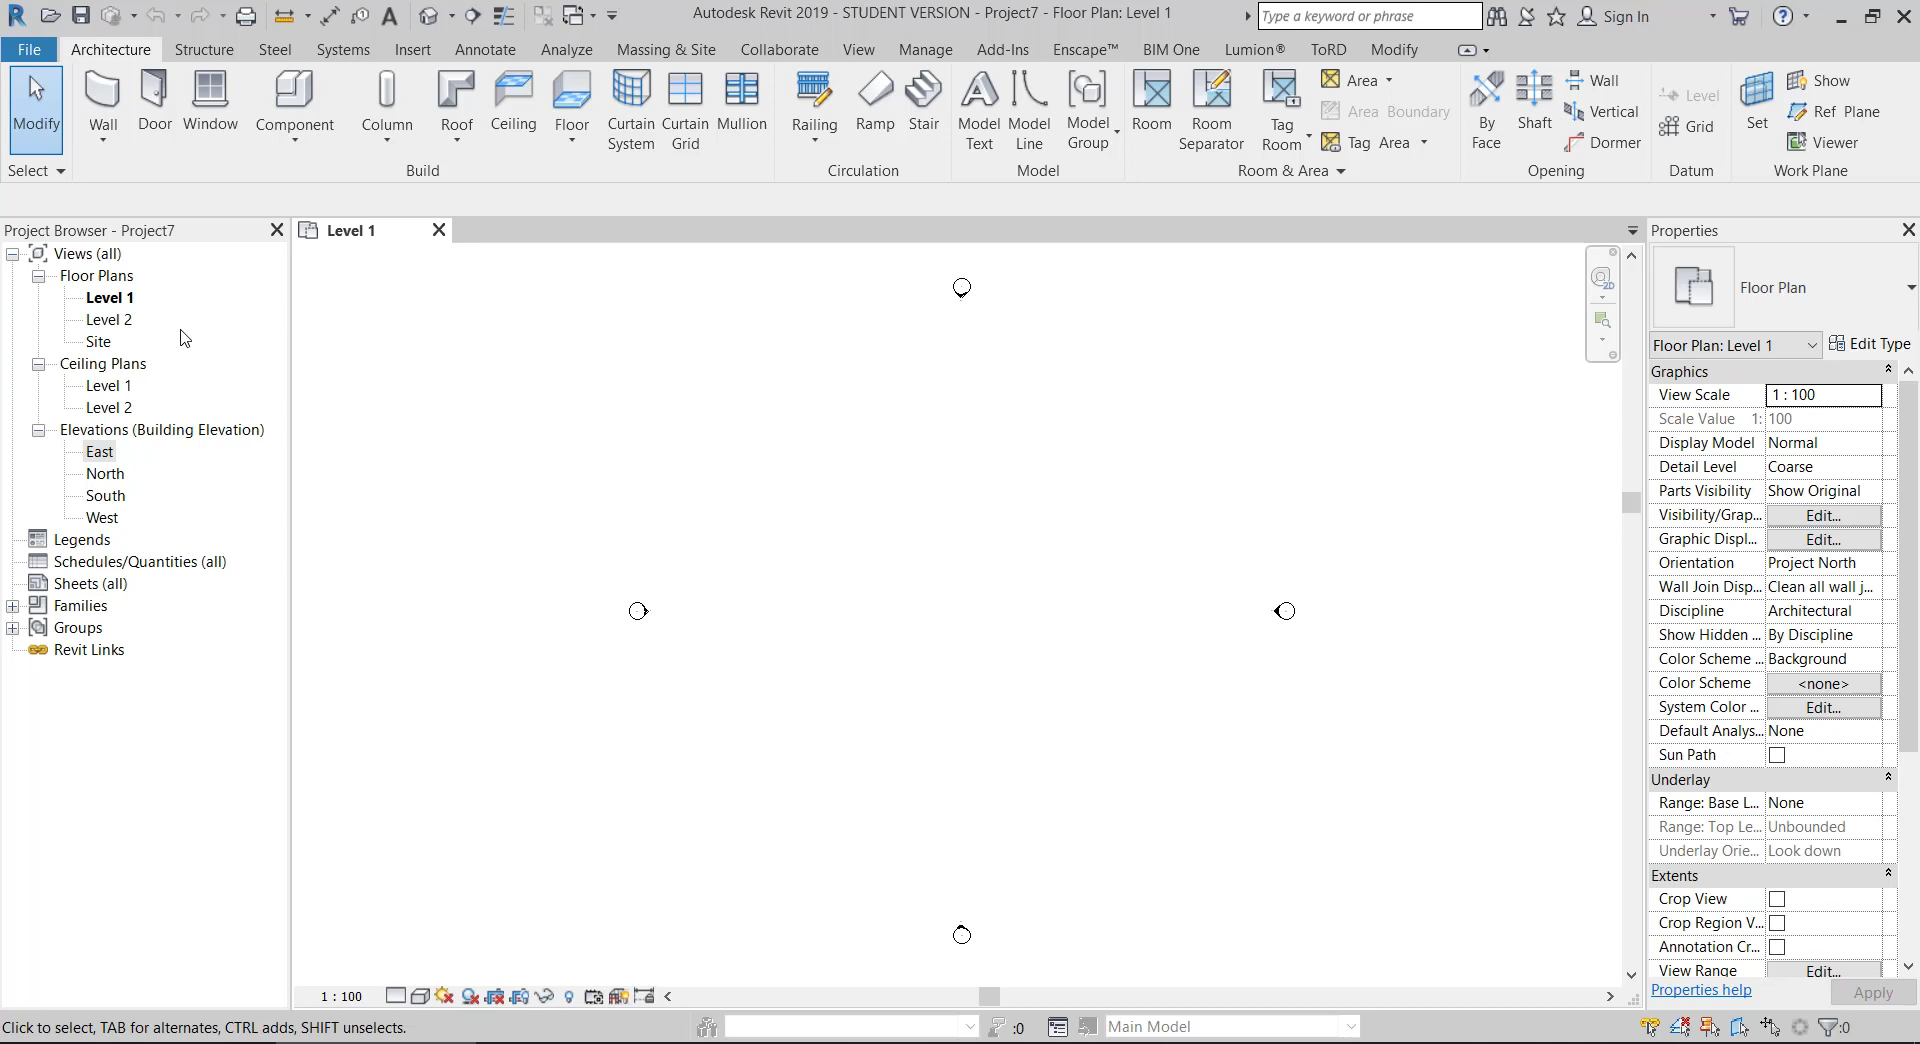 Autodesk Revit 2019 - STUDENT VERSION - Project7 - Floor Plan: Level 1
Type a keyword or phrase
Sign In
File Architecture Structure Steel Systems Insert Annotate Analyze Massing & Site Collaborate View Manage Add-Ins Enscape™ BIM One Lumion® ToRD Modify
Modify
Wall
Door
Window
Component
Column
Roof
Ceiling
Floor
Curtain System
Curtain Grid
Mullion
Railing
Ramp
Stair
Model Text
Model Line
Model Group
Room
Room Separator
Tag Room
Area
Area Boundary
Tag Area
By Face
Shaft
Wall
Vertical
Dormer
Level
Grid
Set
Show
Ref Plane
Viewer
Select Build Circulation Model Room & Area Opening Datum Work Plane
Project Browser - Project7
Views (all)
Floor Plans
Level 1
Level 2
Site
Ceiling Plans
Level 1
Level 2
Elevations (Building Elevation)
East
North
South
West
Legends
Schedules/Quantities (all)
Sheets (all)
Families
Groups
Revit Links
Level 1
2D
Properties
Floor Plan
Floor Plan: Level 1 Edit Type
Graphics
View Scale 1 : 100
Scale Value 1: 100
Display Model Normal
Detail Level Coarse
Parts Visibility Show Original
Visibility/Grap... Edit...
Graphic Displ... Edit...
Orientation Project North
Wall Join Disp... Clean all wall j...
Discipline Architectural
Show Hidden ... By Discipline
Color Scheme ... Background
Color Scheme <none>
System Color ... Edit...
Default Analys... None
Sun Path
Underlay
Range: Base L... None
Range: Top Le... Unbounded
Underlay Orie... Look down
Extents
Crop View
Crop Region V...
Annotation Cr...
View Range Edit...
Properties help Apply
1 : 100
Click to select, TAB for alternates, CTRL adds, SHIFT unselects.
:0
Main Model
:0